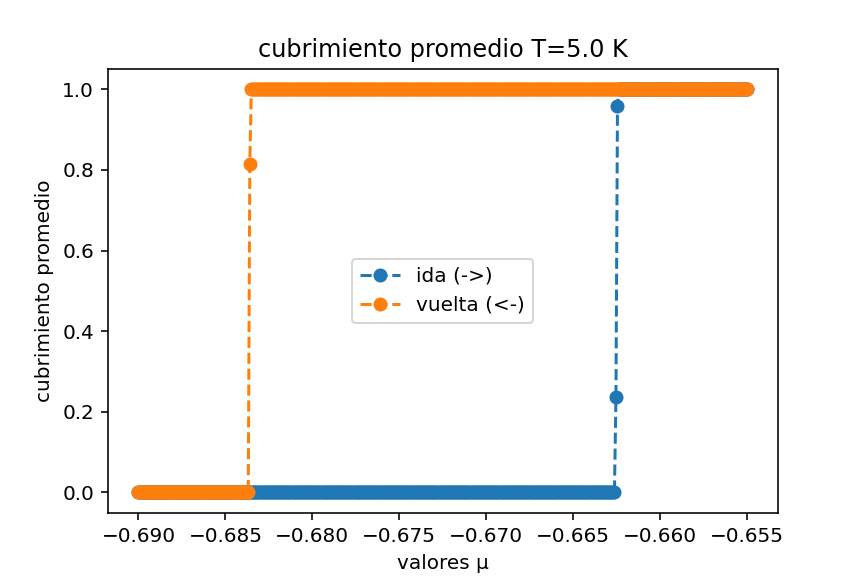 cubrimiento promedio T=5.0 K
cubrimiento promedio
1.0
0.8
0.6
0.4
0.2
0.0
ida (->)
vuelta (<-)
−0.690 −0.685 −0.680 −0.675 −0.670 −0.665 −0.660 −0.655
valores μ